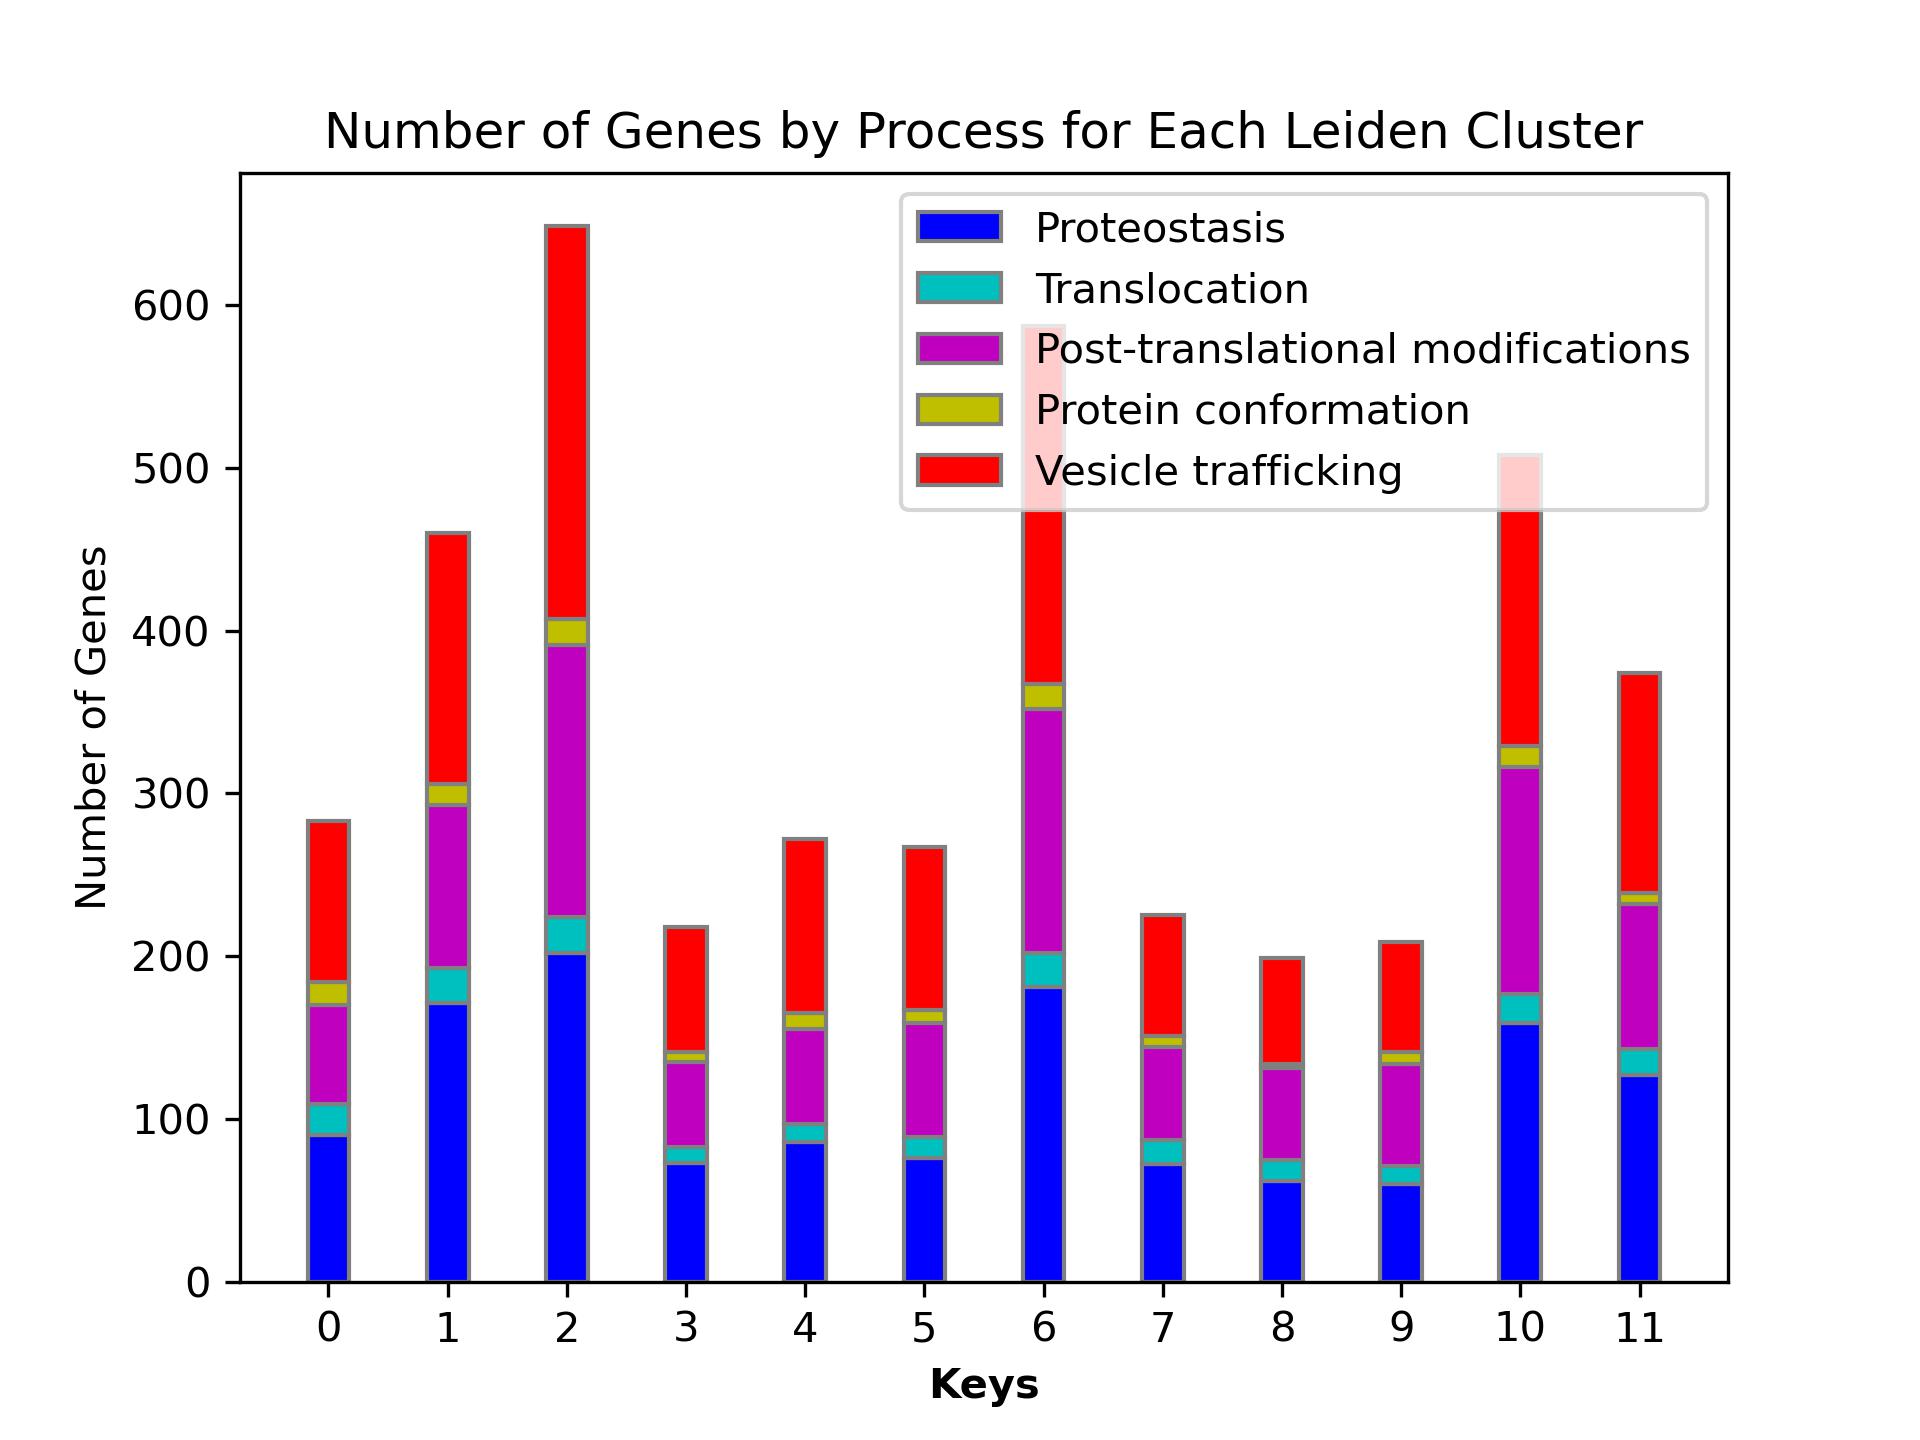 Number of Genes by Process for Each Leiden Cluster
Proteostasis
Translocation
Post-translational modifications
Protein conformation
Vesicle trafficking
Number of Genes
600
500
400
300
200
100
0
0 1 2 3 4 5 6 7 8 9 10 11
Keys